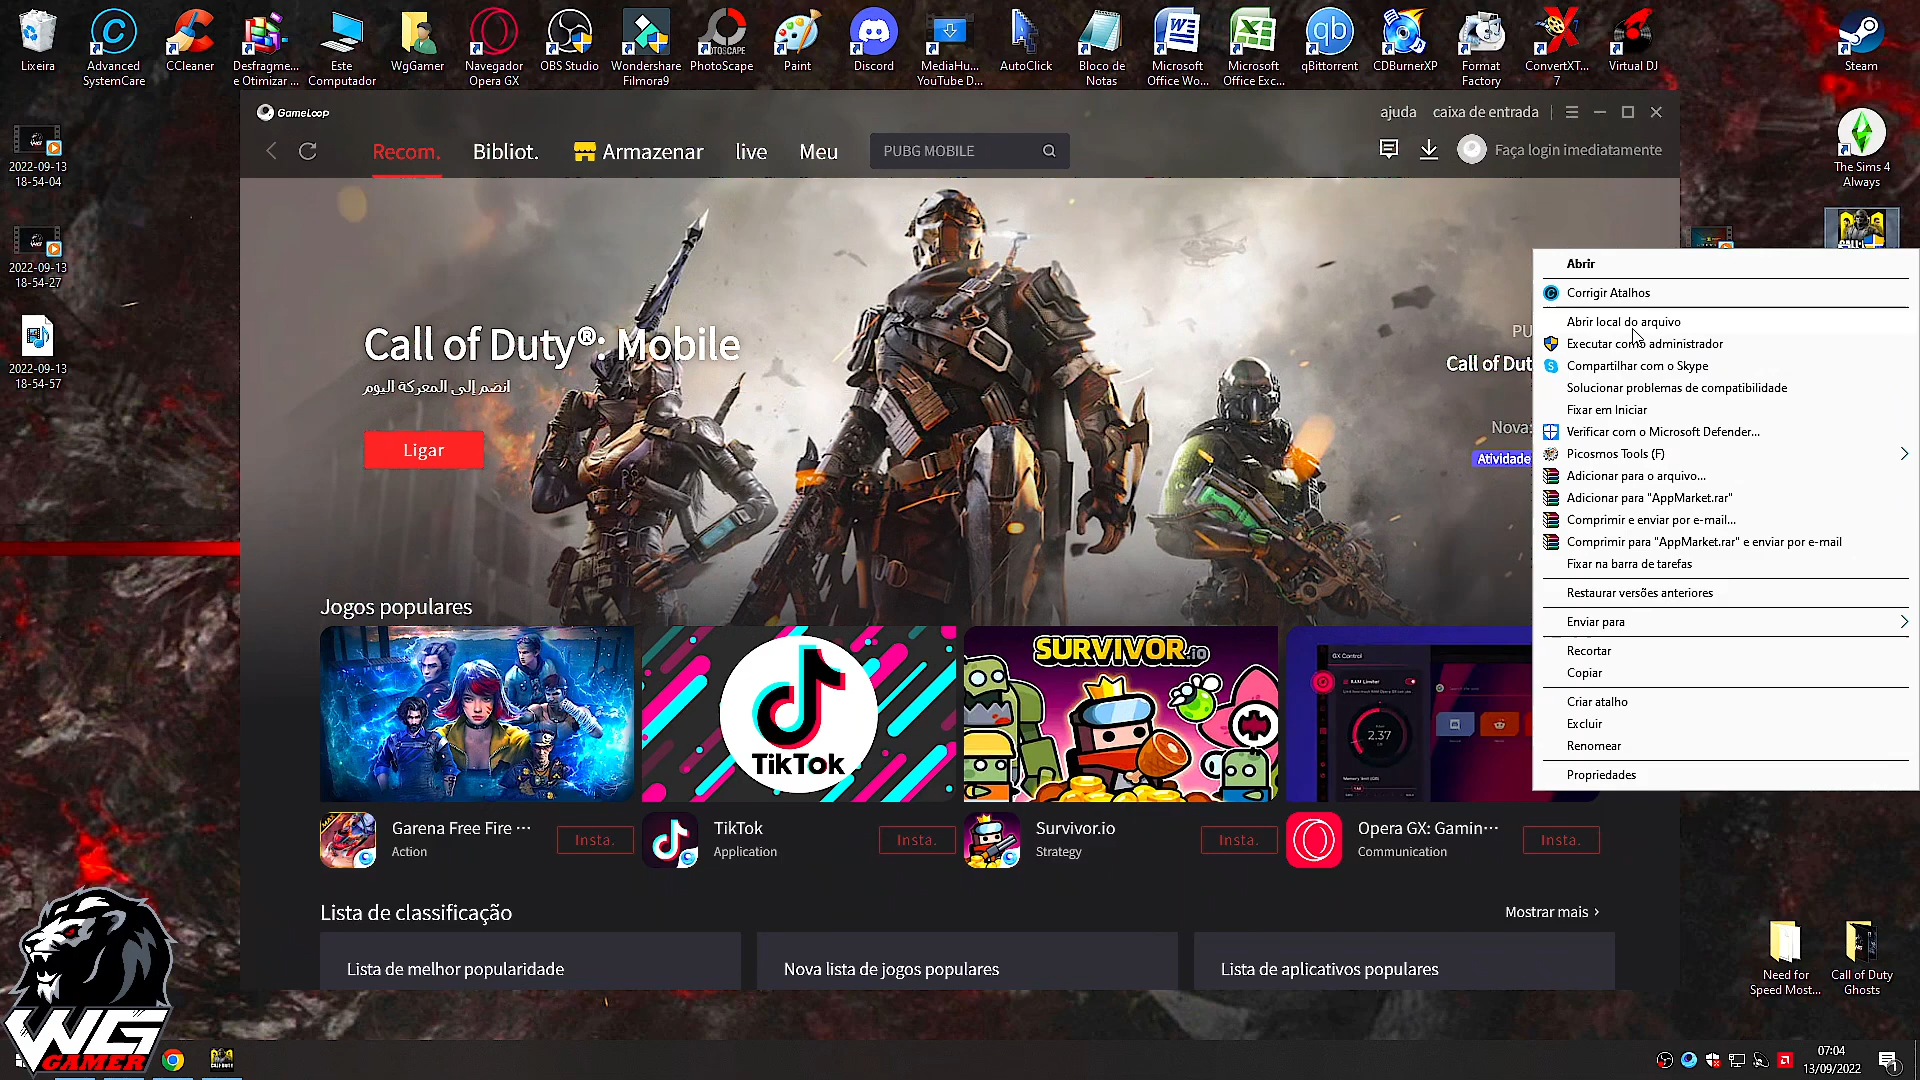 Lixeira
Advanced
SystemCare
CCleaner
Desfragme...
e Otimizar ...
Este
Computador
WgGamer
Navegador
Opera GX
OBS Studio
Wondershare
Filmora9
PHOTOSCAPE
PhotoScape
Paint
Discord
MediaHu...
YouTube D...
AutoClick
Bloco de
Notas
Microsoft
Office Wo...
Microsoft
Office Exc...
qb
qBittorrent
CDBurnerXP
Format
Factory
ConvertXT...
7
Virtual DJ
Steam
2022-09-13
18-54-04
2022-09-13
18-54-27
2022-09-13
18-54-57
The Sims 4
Always
GameLoop
ajuda
caixa de entrada
Recom.
Bibliot.
Armazenar
live
Meu
PUBG MOBILE
Faça login imediatamente
Call of Duty®: Mobile
انضم إلى المعركة اليوم
Ligar
PU
Call of Dut
Nova:
Atividade
Abrir
Corrigir Atalhos
Abrir local do arquivo
Executar como administrador
Compartilhar com o Skype
Solucionar problemas de compatibilidade
Fixar em Iniciar
Verificar com o Microsoft Defender...
Picosmos Tools (F)
Adicionar para o arquivo...
Adicionar para "AppMarket.rar"
Comprimir e enviar por e-mail...
Comprimir para "AppMarket.rar" e enviar por e-mail
Fixar na barra de tarefas
Restaurar versões anteriores
Enviar para
Recortar
Copiar
Criar atalho
Excluir
Renomear
Propriedades
Jogos populares
TikTok
SURVIVOR.io
GX Control
RAM Limiter
2.37
Garena Free Fire ···
Action
Insta.
TikTok
Application
Insta.
Survivor.io
Strategy
Insta.
Opera GX: Gamin···
Communication
Insta.
Lista de classificação
Mostrar mais
Lista de melhor popularidade
Nova lista de jogos populares
Lista de aplicativos populares
Need for
Speed Most...
Call of Duty
Ghosts
WG
GAMER
07:04
13/09/2022
1